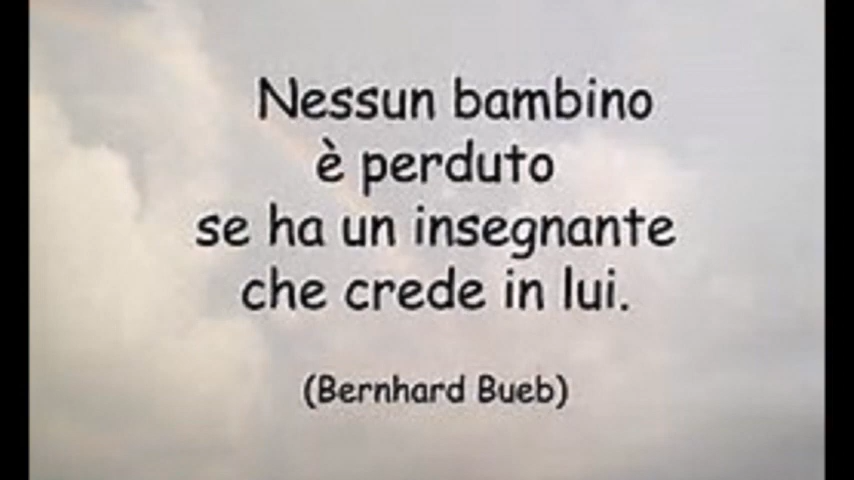 Nessun bambino
è perduto
se ha un insegnante
che crede in lui.
(Bernhard Bueb)